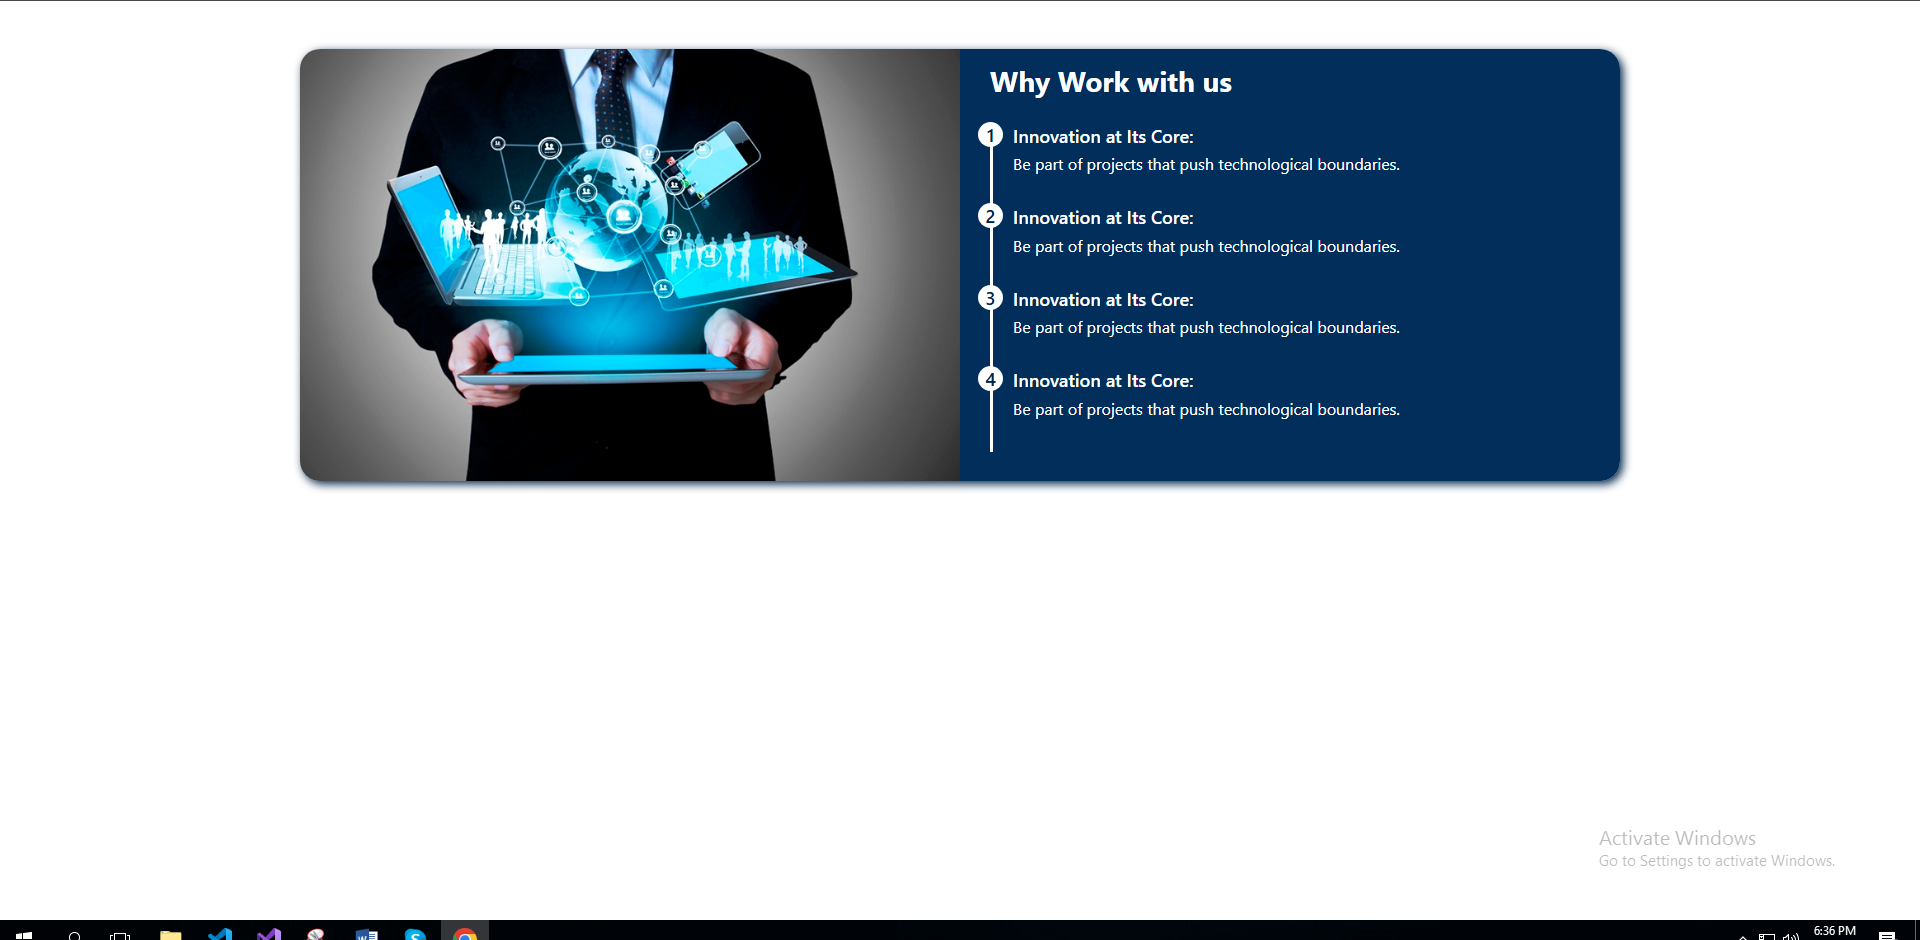 Why Work with us
1 Innovation at Its Core:
Be part of projects that push technological boundaries.
2 Innovation at Its Core:
Be part of projects that push technological boundaries.
3 Innovation at Its Core:
Be part of projects that push technological boundaries.
4 Innovation at Its Core:
Be part of projects that push technological boundaries.
Activate Windows
Go to Settings to activate Windows.
6:36 PM